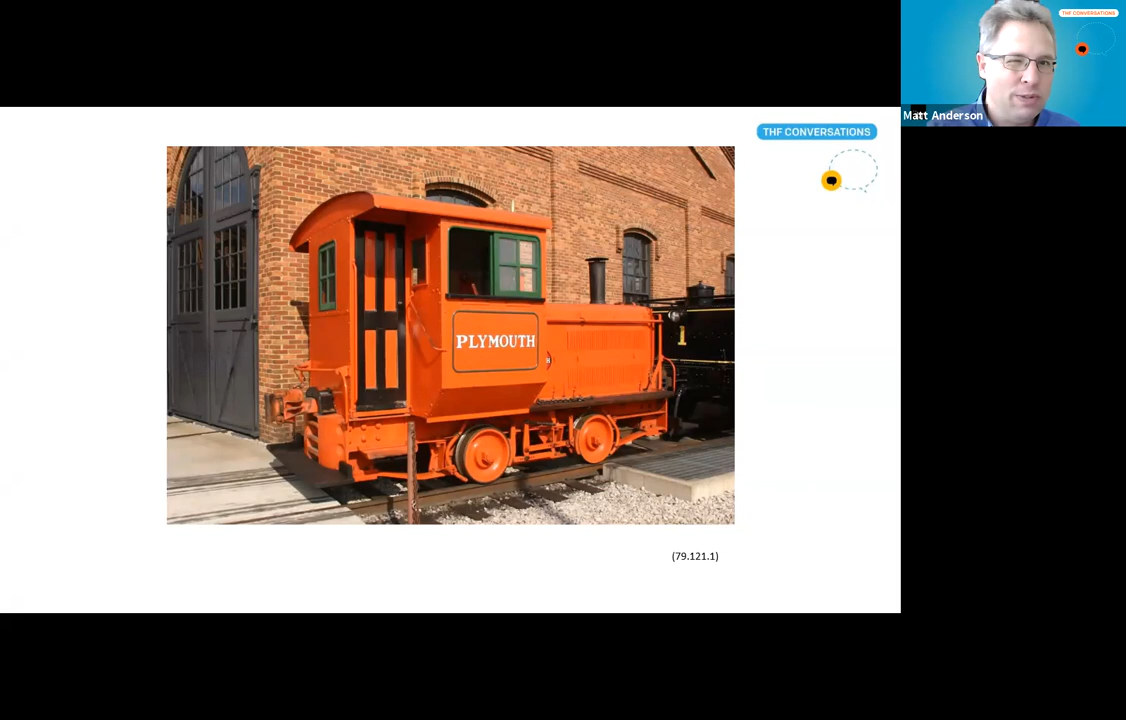 THF CONVERSATIONS
Matt Anderson
THF CONVERSATIONS
PLYMOUTH
(79.121.1)